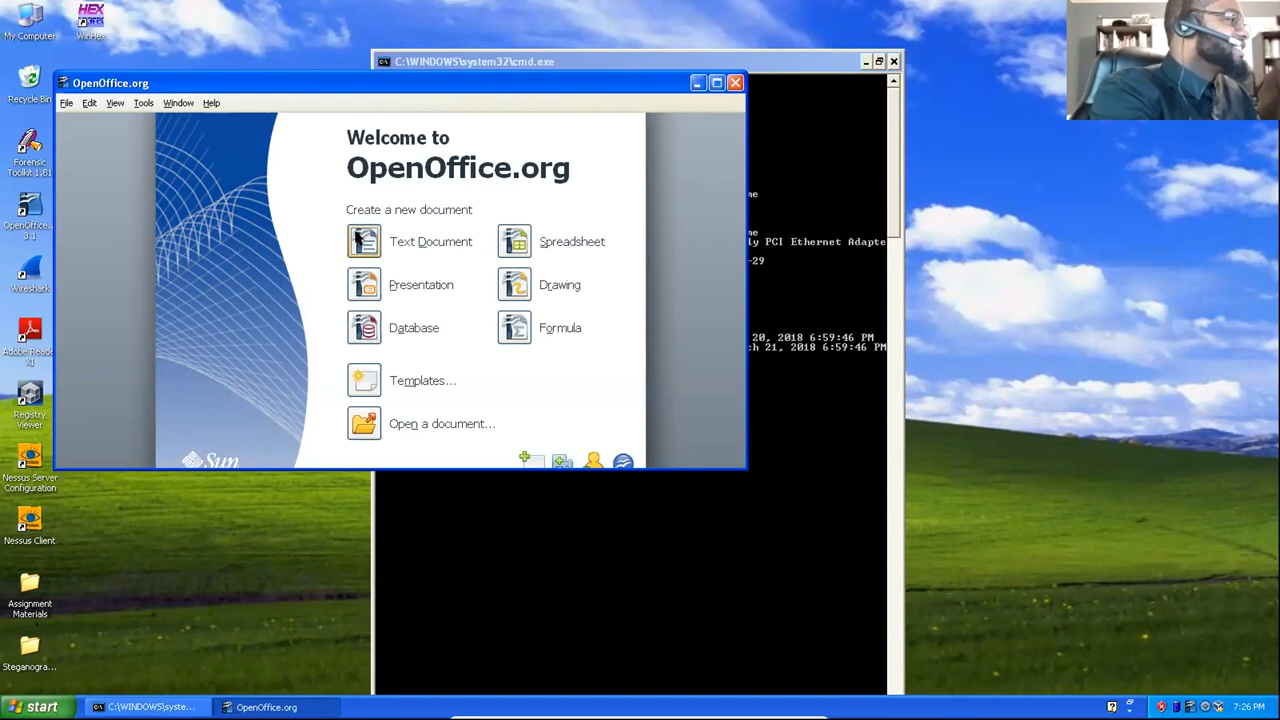 My Computer
WinHex
HEX
C:\WINDOWS\system32\cmd.exe
Recycle Bin
OpenOffice.org
File Edit View Tools Window Help
Welcome to
OpenOffice.org
Create a new document
Text Document
Spreadsheet
Presentation
Drawing
Database
Formula
Templates...
Open a document...
Sun
me
me
ly PCI Ethernet Adapte
-29
20, 2018 6:59:46 PM
ch 21, 2018 6:59:46 PM
Forensic
Toolkit 1.81
OpenOffice....
3.1
Wireshark
Adobe Reade
XI
Registry
Viewer
Nessus Server
Configuration
Nessus Client
Assignment
Materials
Steganogra...
start
C:\WINDOWS\syste...
OpenOffice.org
7:26 PM